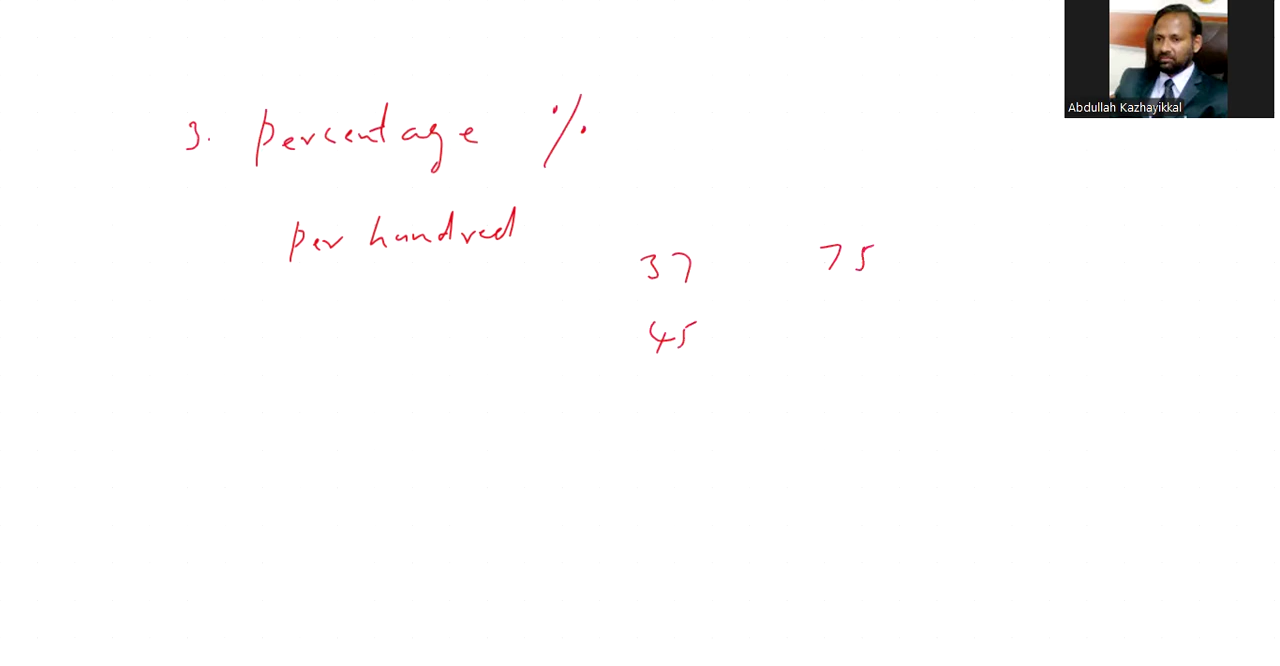 3. Percentage %
per hundred
37 75
45
Abdullah Kazhayikkal